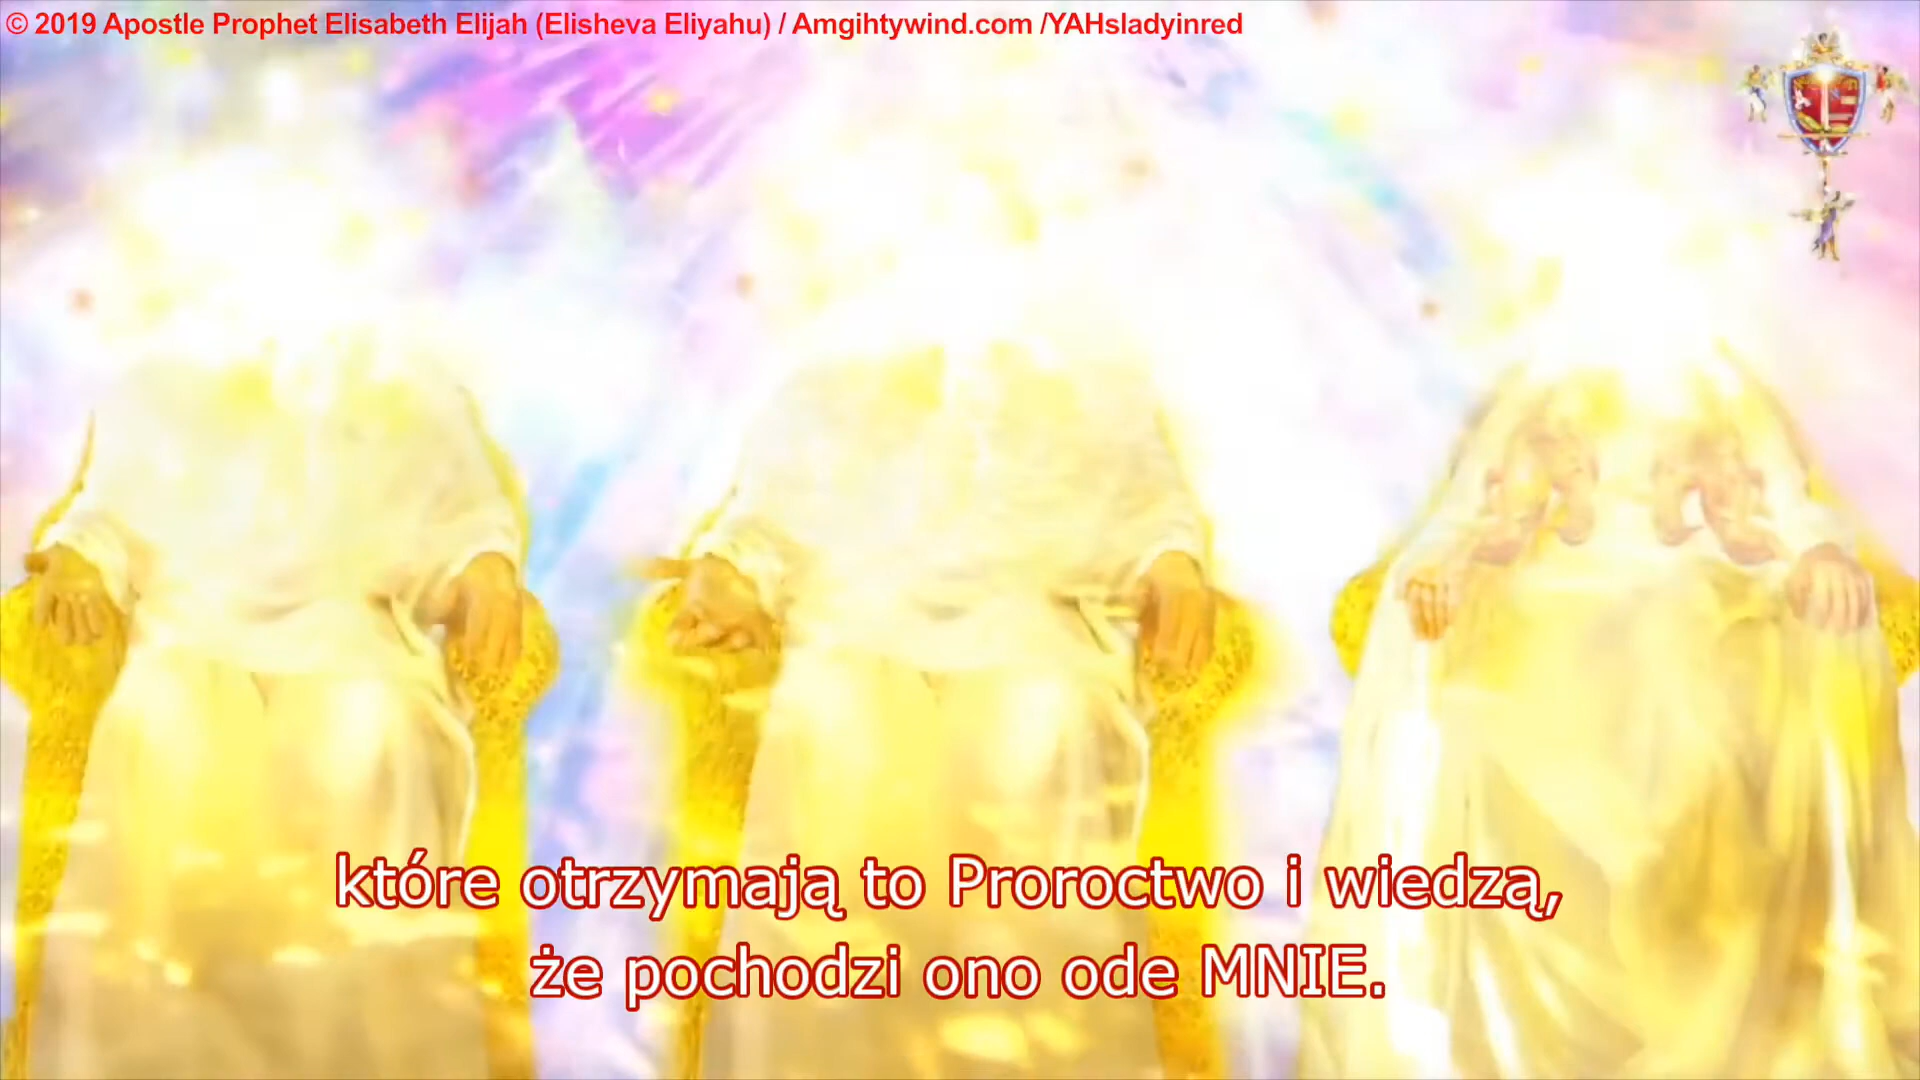 © 2019 Apostle Prophet Elisabeth Elijah (Elisheva Eliyahu) / Amgihtywind.com /YAHsladyinred
które otrzymają to Proroctwo i wiedzą,
że pochodzi ono ode MNIE.